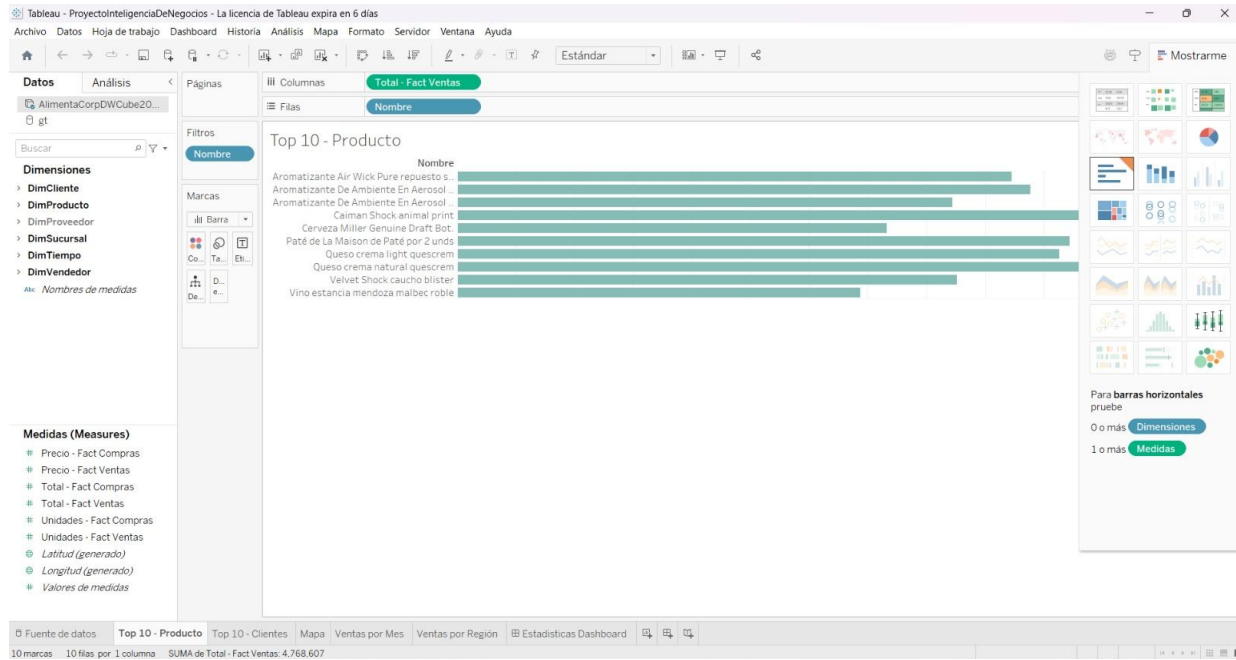 Tableau - ProyectoInteligenciaDeNegocios - La licencia de Tableau expira en 6 días
Archivo Datos Hoja de trabajo Dashboard Historia Análisis Mapa Formato Servidor Ventana Ayuda
Estándar
Mostrarme
Datos Análisis
AlimentaCorpDWCube20...
gt
Buscar
Dimensiones
DimCliente
DimProducto
DimProveedor
DimSucursal
DimTiempo
DimVendedor
Abc Nombres de medidas
Medidas (Measures)
Precio - Fact Compras
Precio - Fact Ventas
Total - Fact Compras
Total - Fact Ventas
Unidades - Fact Compras
Unidades - Fact Ventas
Latitud (generado)
Longitud (generado)
Valores de medidas
Páginas
Filtros
Nombre
Marcas
Barra
Co... Ta... Eti...
De... D... e...
Columnas Total - Fact Ventas
Filas Nombre
Top 10 - Producto
Nombre
Aromatizante Air Wick Pure repuesto s...
Aromatizante De Ambiente En Aerosol ...
Aromatizante De Ambiente En Aerosol ...
Caiman Shock animal print
Cerveza Miller Genuine Draft Bot.
Paté de La Maison de Paté por 2 unds
Queso crema light quescrem
Queso crema natural quescrem
Velvet Shock caucho blister
Vino estancia mendoza malbec roble
Para barras horizontales
pruebe
0 o más Dimensiones
1 o más Medidas
Fuente de datos Top 10 - Producto Top 10 - Clientes Mapa Ventas por Mes Ventas por Región Estadisticas Dashboard
10 marcas 10 filas por 1 columna SUMA de Total - Fact Ventas: 4,768,607